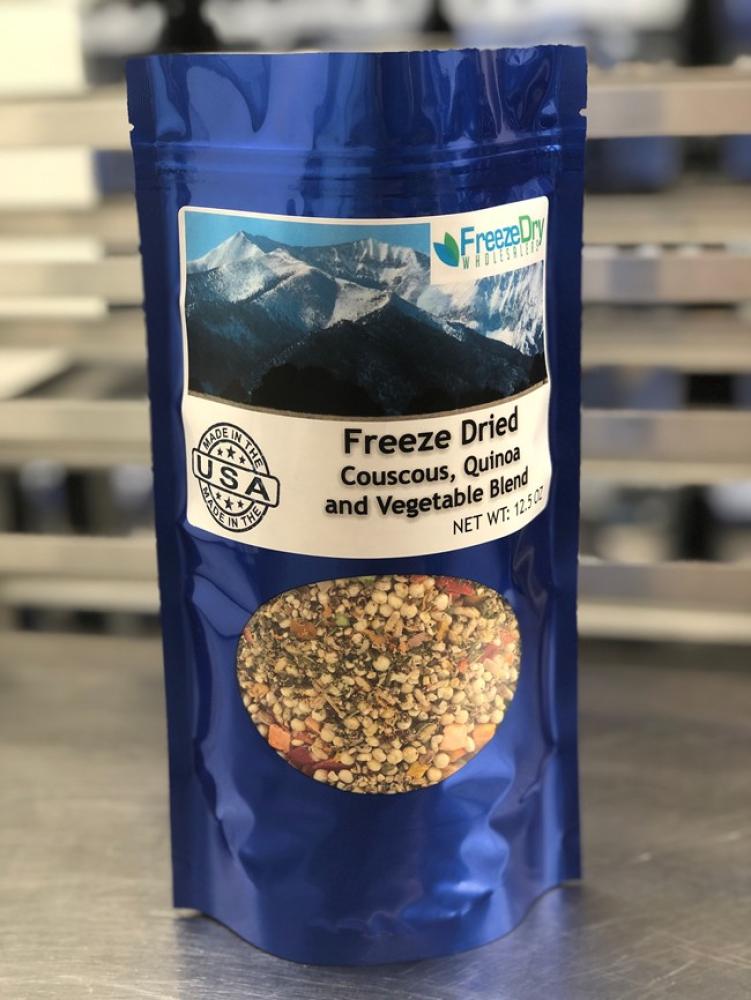 FreezeDry
WHOLESALERS
Freeze Dried
Couscous, Quinoa
and Vegetable Blend
NET WT: 12.5 OZ
MADE IN THE
USA
MADE IN THE